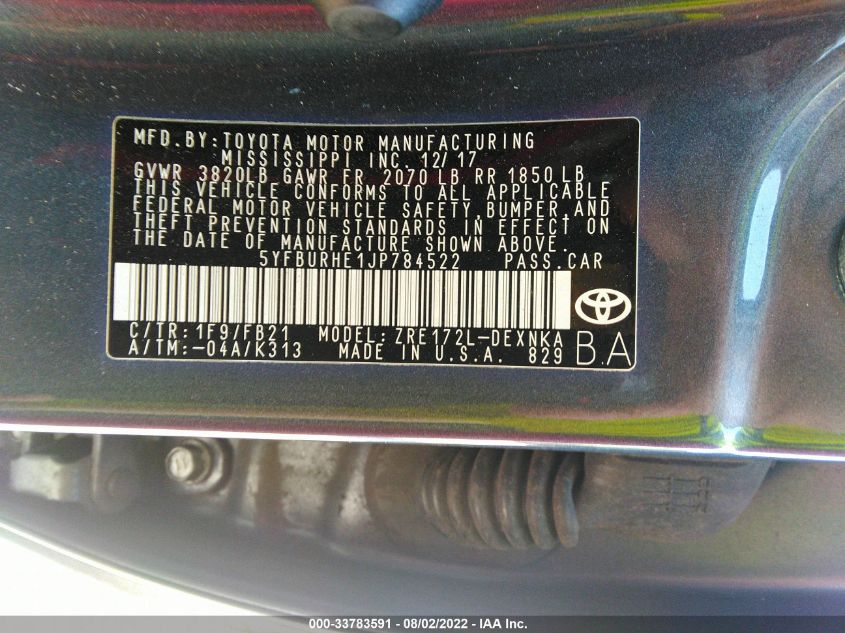 MFD.BY:TOYOTA MOTOR MANUFACTURING
MISSISSIPPI INC. 12/17
GVWR 3820LB GAWR FR 2070 LB RR 1850 LB
THIS VEHICLE CONFORMS TO ALL APPLICABLE
FEDERAL MOTOR VEHICLE SAFETY,BUMPER,AND
THEFT PREVENTION STANDARDS IN EFFECT ON
THE DATE OF MANUFACTURE SHOWN ABOVE.
5YFBURHE1JP784522 PASS.CAR
C/TR:1F9/FB21 MODEL:ZRE172L-DEXNKA
A/TM:-04A/K313 MADE IN U.S.A. 829 B.A
000-33783591 - 08/02/2022 - IAA Inc.